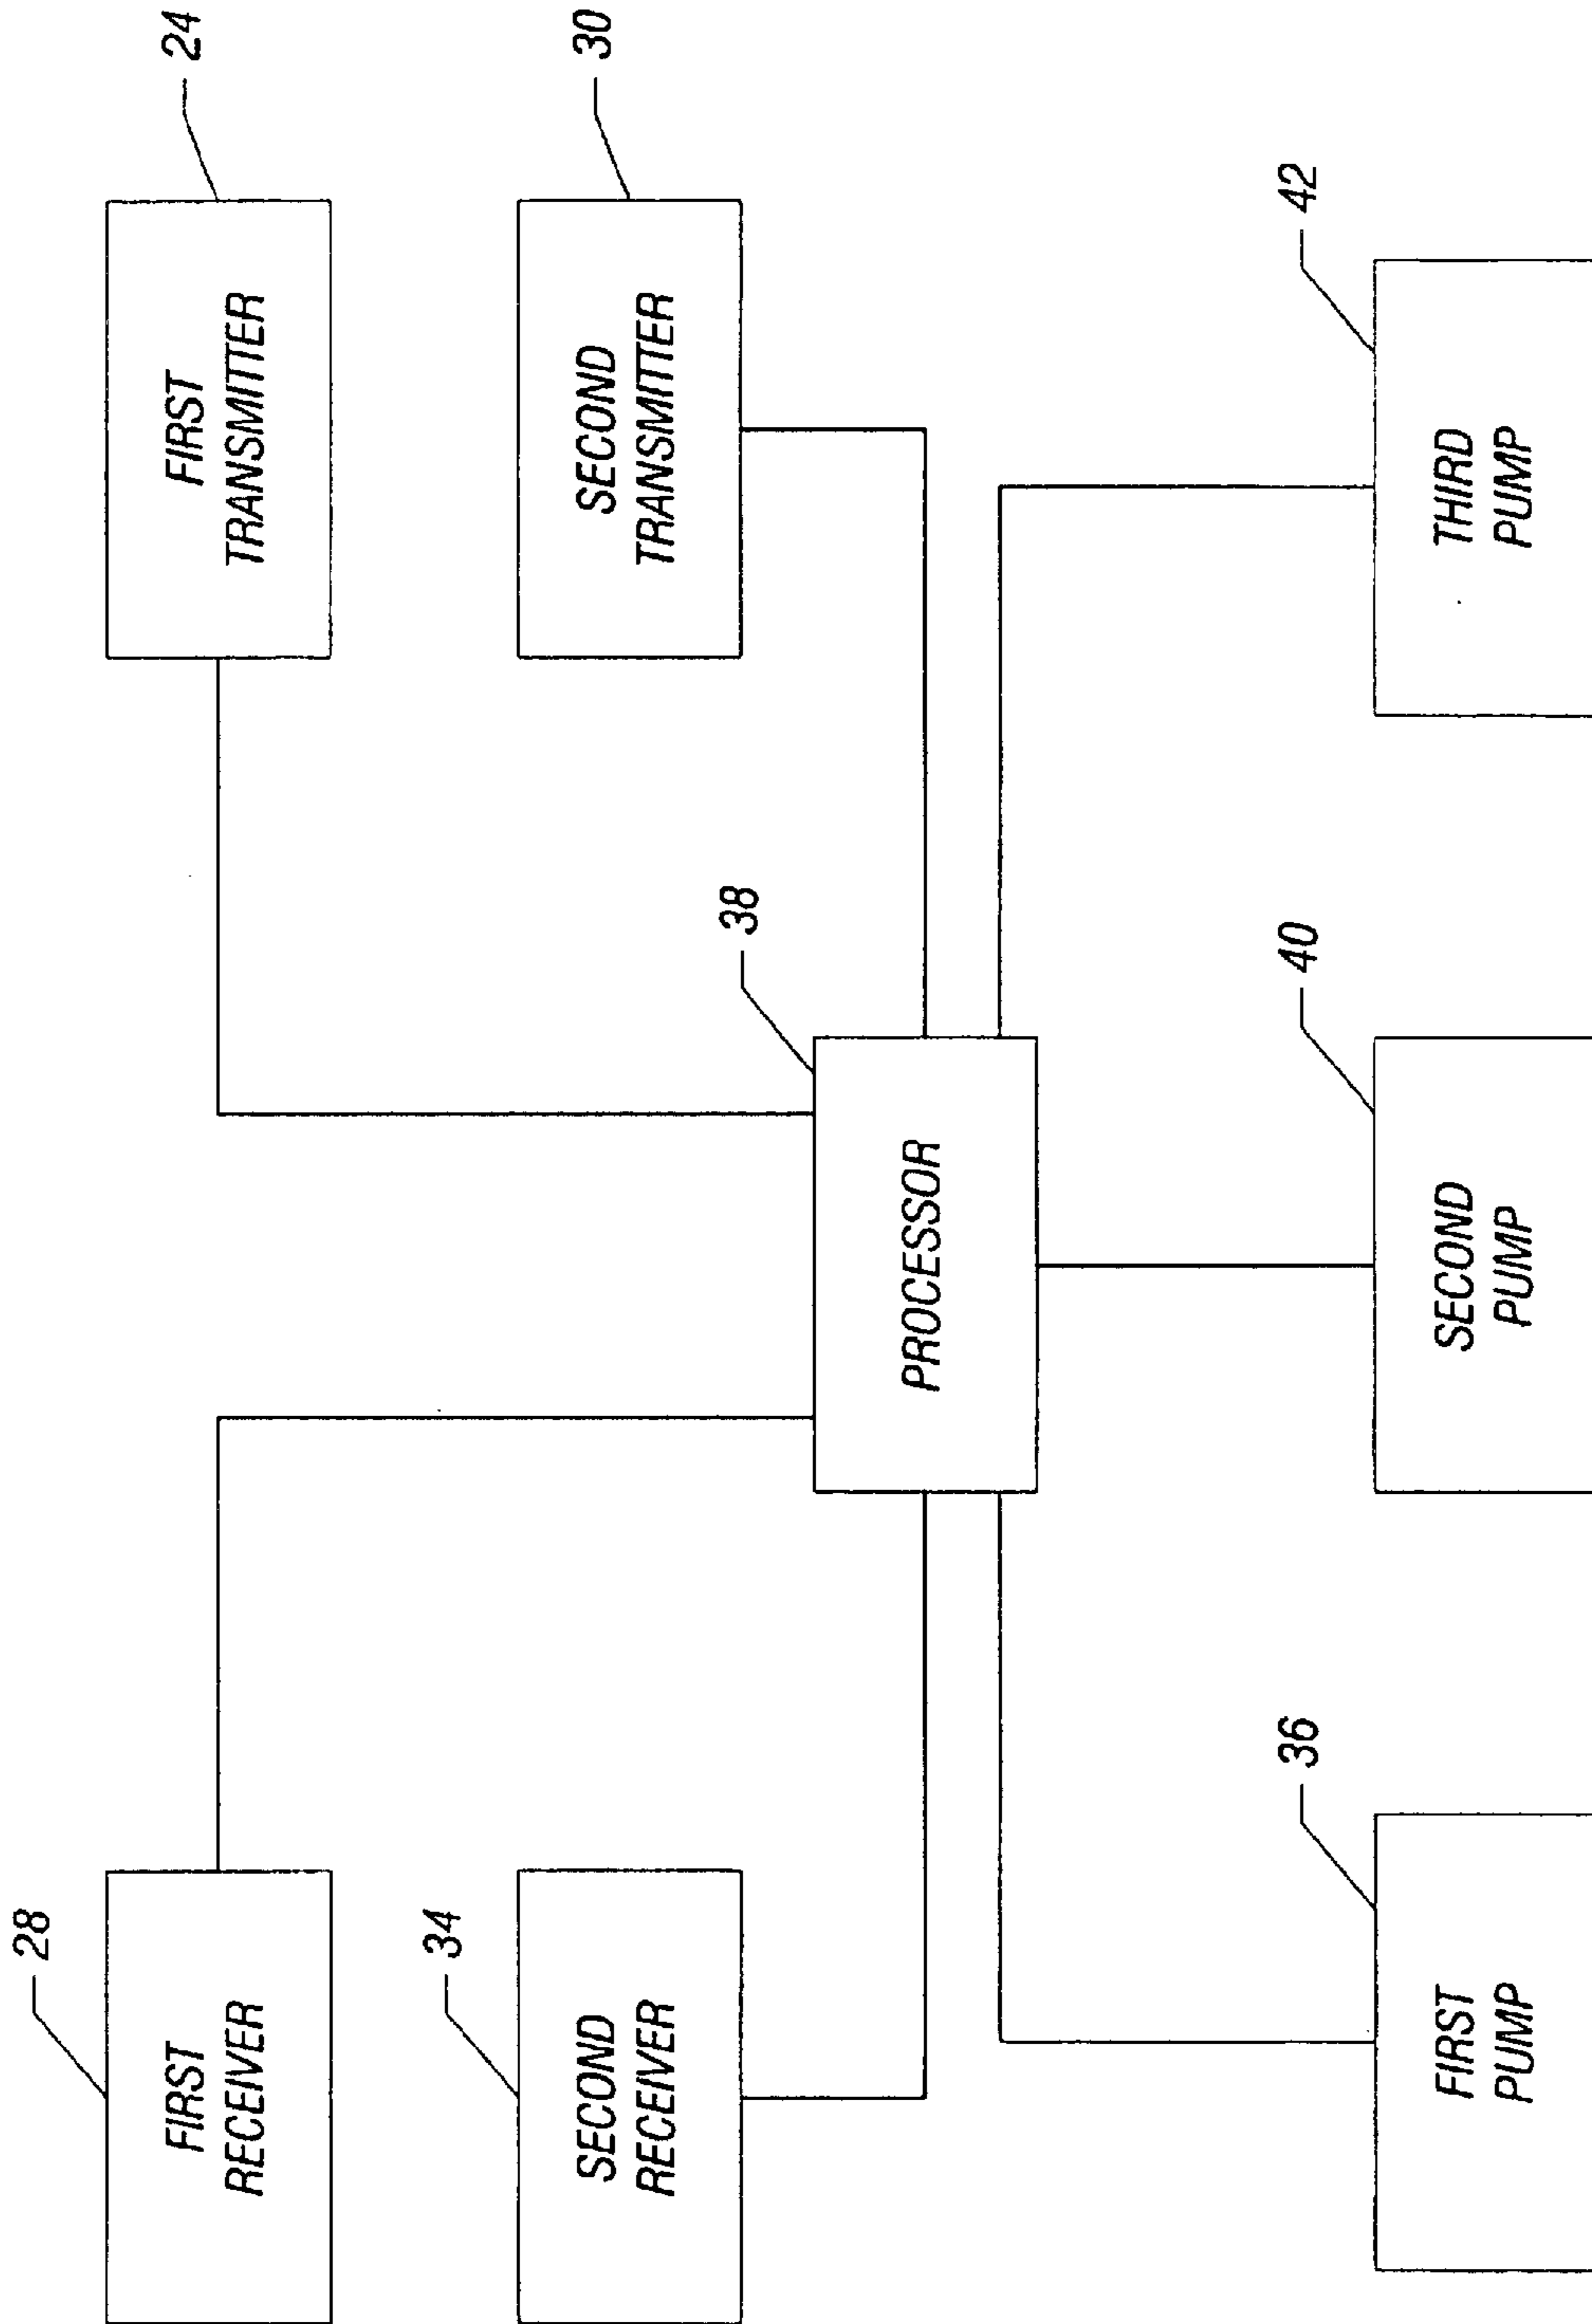 28
FIRST
RECEIVER
24
FIRST
TRANSMITTER
34
SECOND
RECEIVER
30
SECOND
TRANSMITTER
38
PROCESSOR
36
FIRST
PUMP
40
SECOND
PUMP
42
THIRD
PUMP